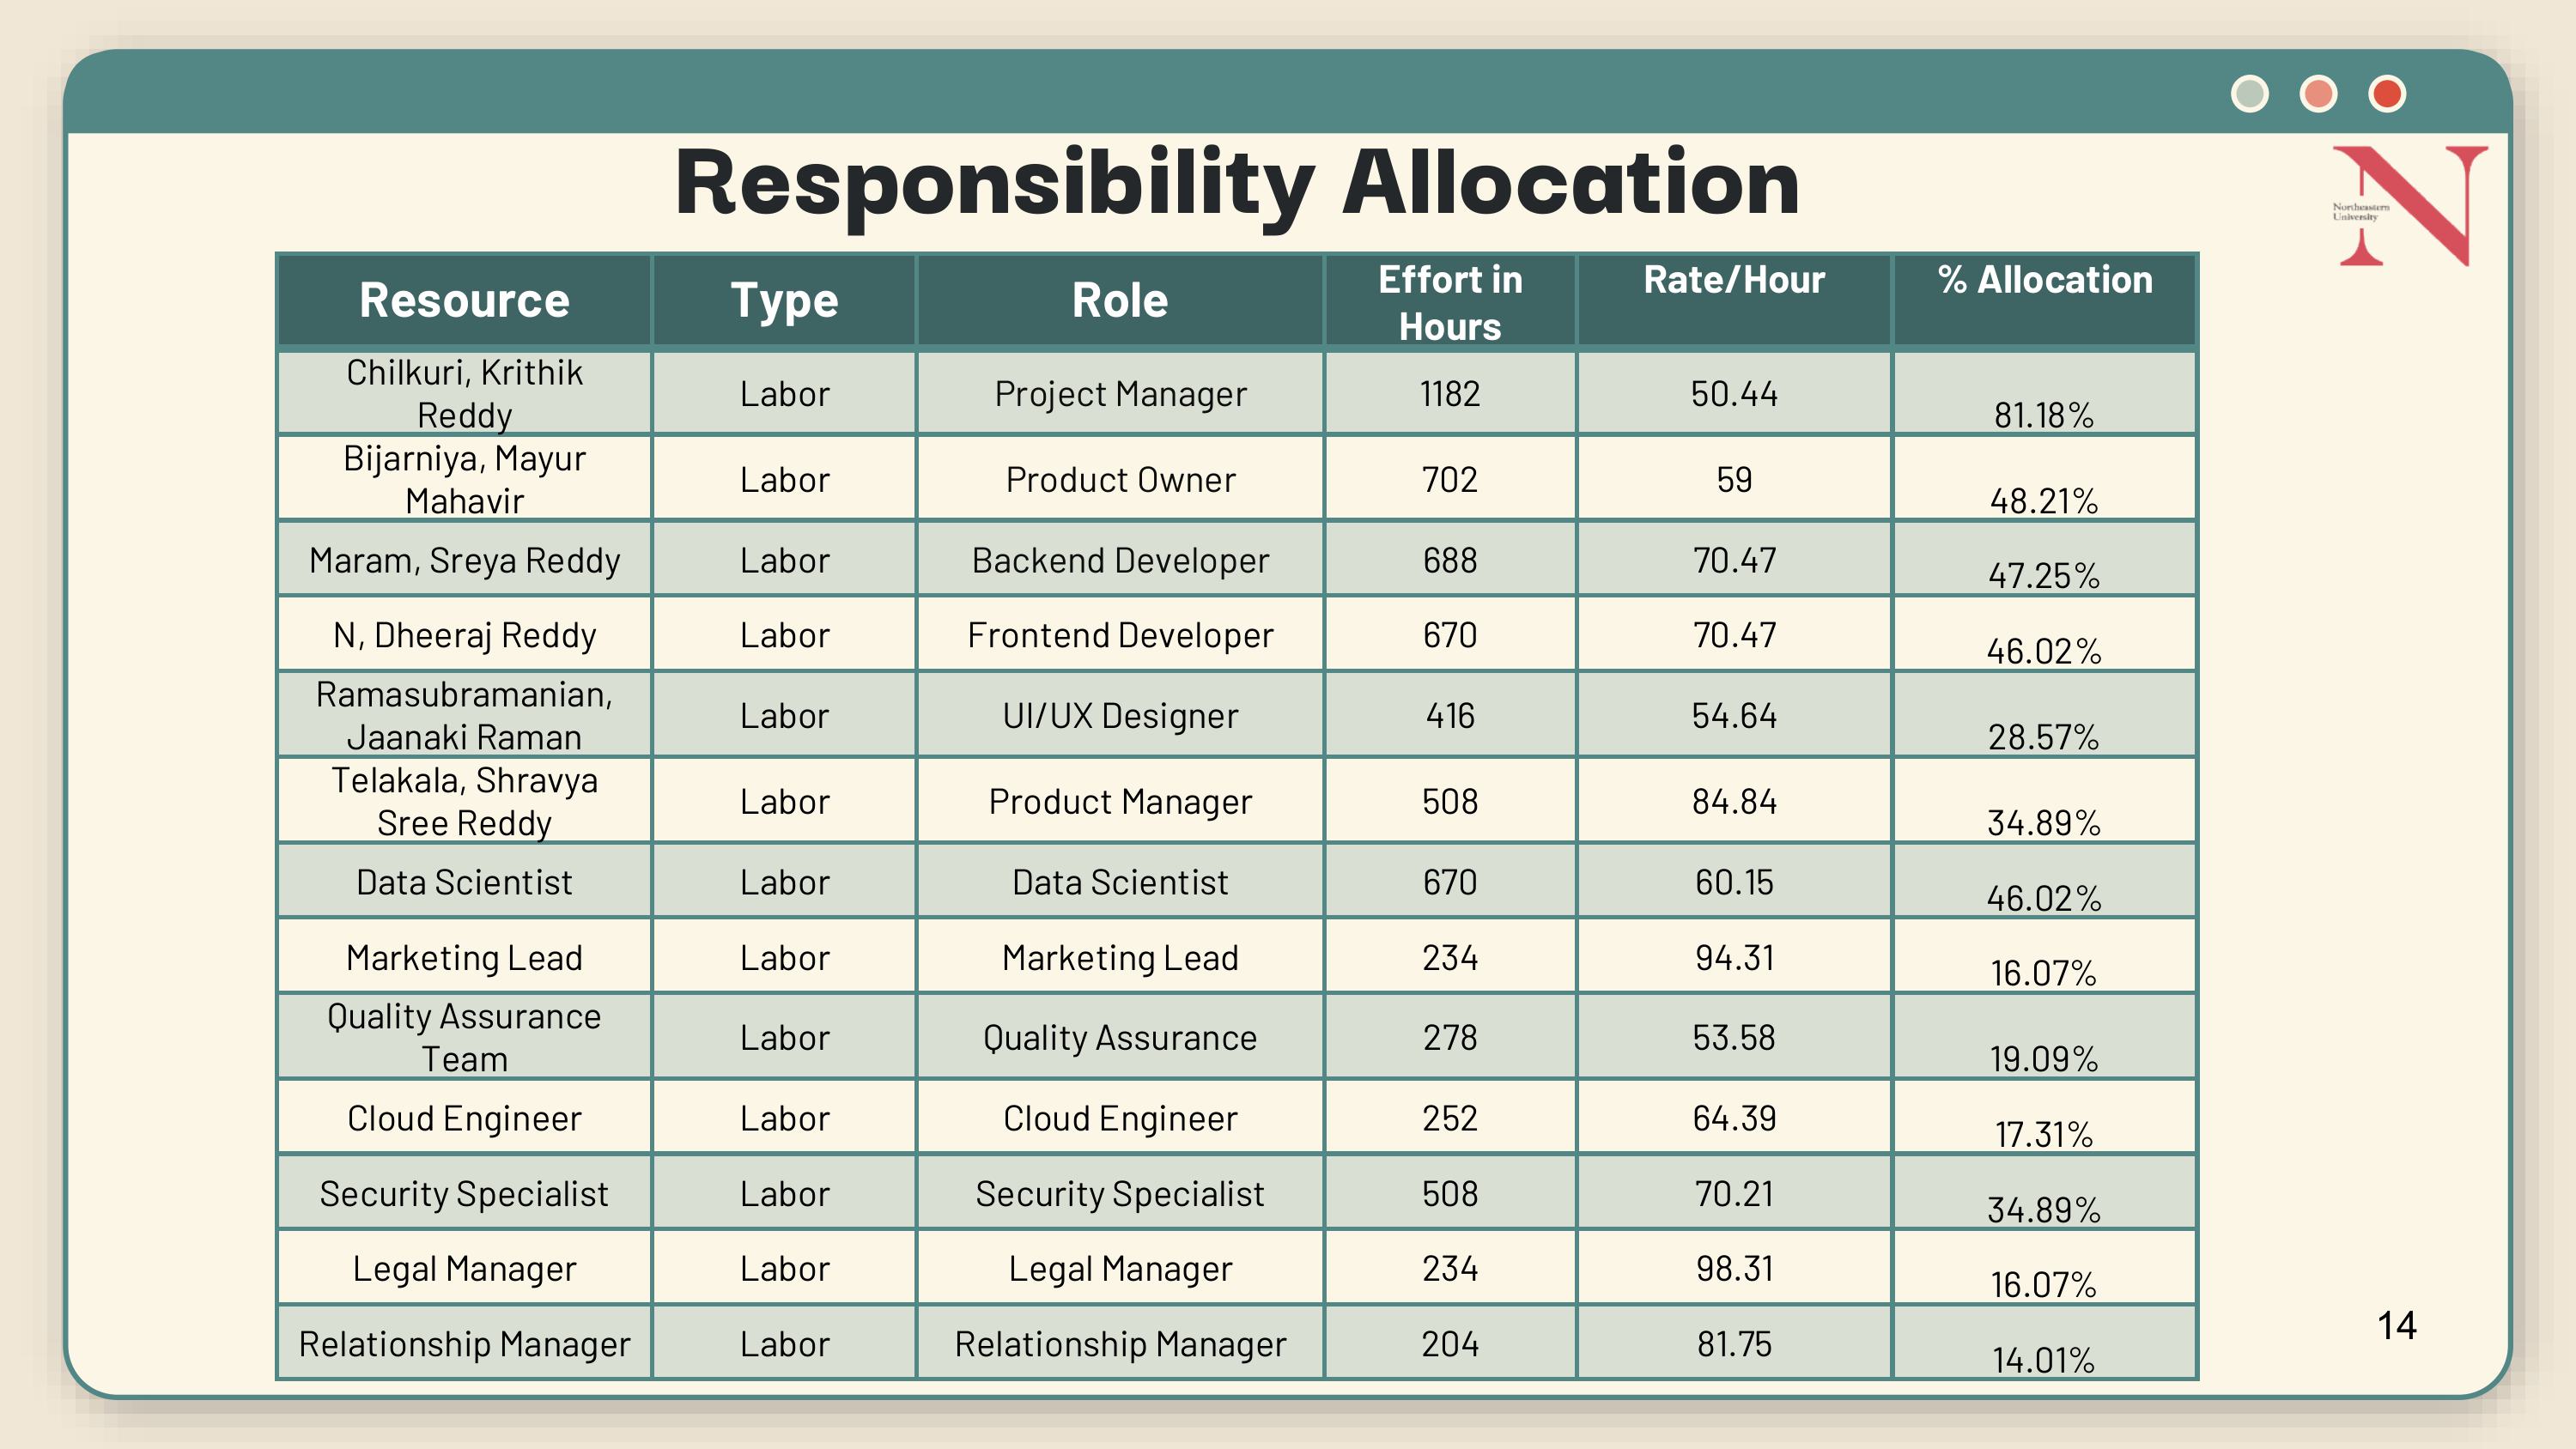 Responsibility Allocation
Northeastern
University
Resource Type Role Effort in Hours Rate/Hour % Allocation
Chilkuri, Krithik Reddy Labor Project Manager 1182 50.44 81.18%
Bijarniya, Mayur Mahavir Labor Product Owner 702 59 48.21%
Maram, Sreya Reddy Labor Backend Developer 688 70.47 47.25%
N, Dheeraj Reddy Labor Frontend Developer 670 70.47 46.02%
Ramasubramanian, Jaanaki Raman Labor UI/UX Designer 416 54.64 28.57%
Telakala, Shravya Sree Reddy Labor Product Manager 508 84.84 34.89%
Data Scientist Labor Data Scientist 670 60.15 46.02%
Marketing Lead Labor Marketing Lead 234 94.31 16.07%
Quality Assurance Team Labor Quality Assurance 278 53.58 19.09%
Cloud Engineer Labor Cloud Engineer 252 64.39 17.31%
Security Specialist Labor Security Specialist 508 70.21 34.89%
Legal Manager Labor Legal Manager 234 98.31 16.07%
Relationship Manager Labor Relationship Manager 204 81.75 14.01%
14